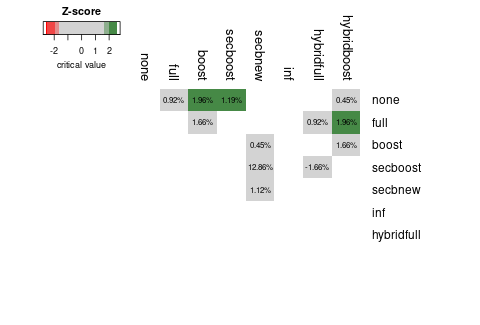 Z-score
-2 0 1 2
critical value
none full boost secboost secbnew inf hybridfull hybridboost
0.92% 1.96% 1.19% 0.45% none
1.66% 0.92% 1.96% full
0.45% 1.66% boost
12.86% -1.66% secboost
1.12% secbnew
inf
hybridfull